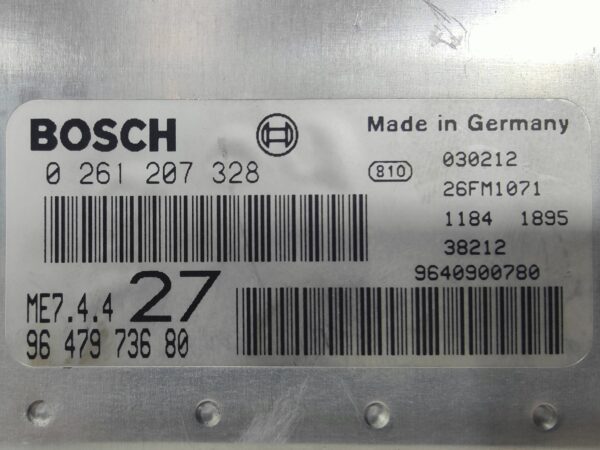 BOSCH
Made in Germany
0 261 207 328
810
030212
26FM1071
1184 1895
38212
9640900780
ME7.4.4 27
96 479 736 80